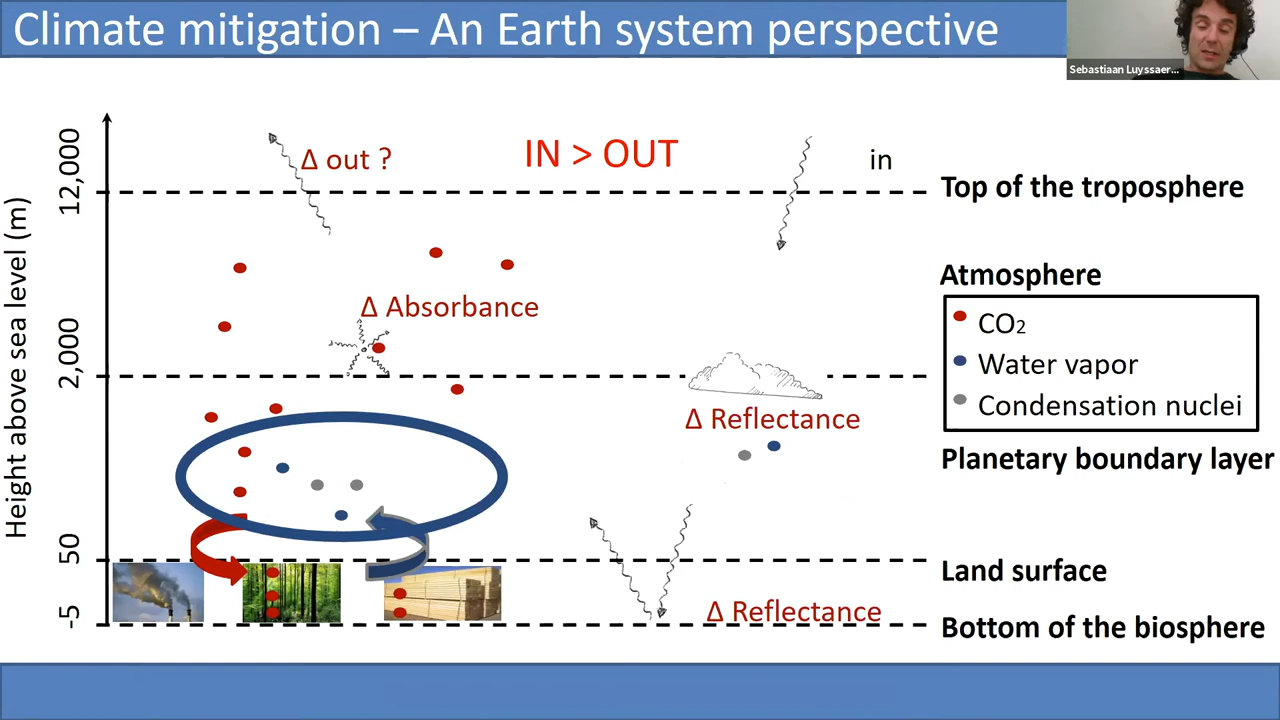 Climate mitigation – An Earth system perspective
Sebastiaan Luyssaer...
Height above sea level (m)
12,000
2,000
50
-5
Δ out ?
IN > OUT
in
Top of the troposphere
Atmosphere
Δ Absorbance
CO2
Water vapor
Condensation nuclei
Δ Reflectance
Planetary boundary layer
Land surface
Δ Reflectance
Bottom of the biosphere